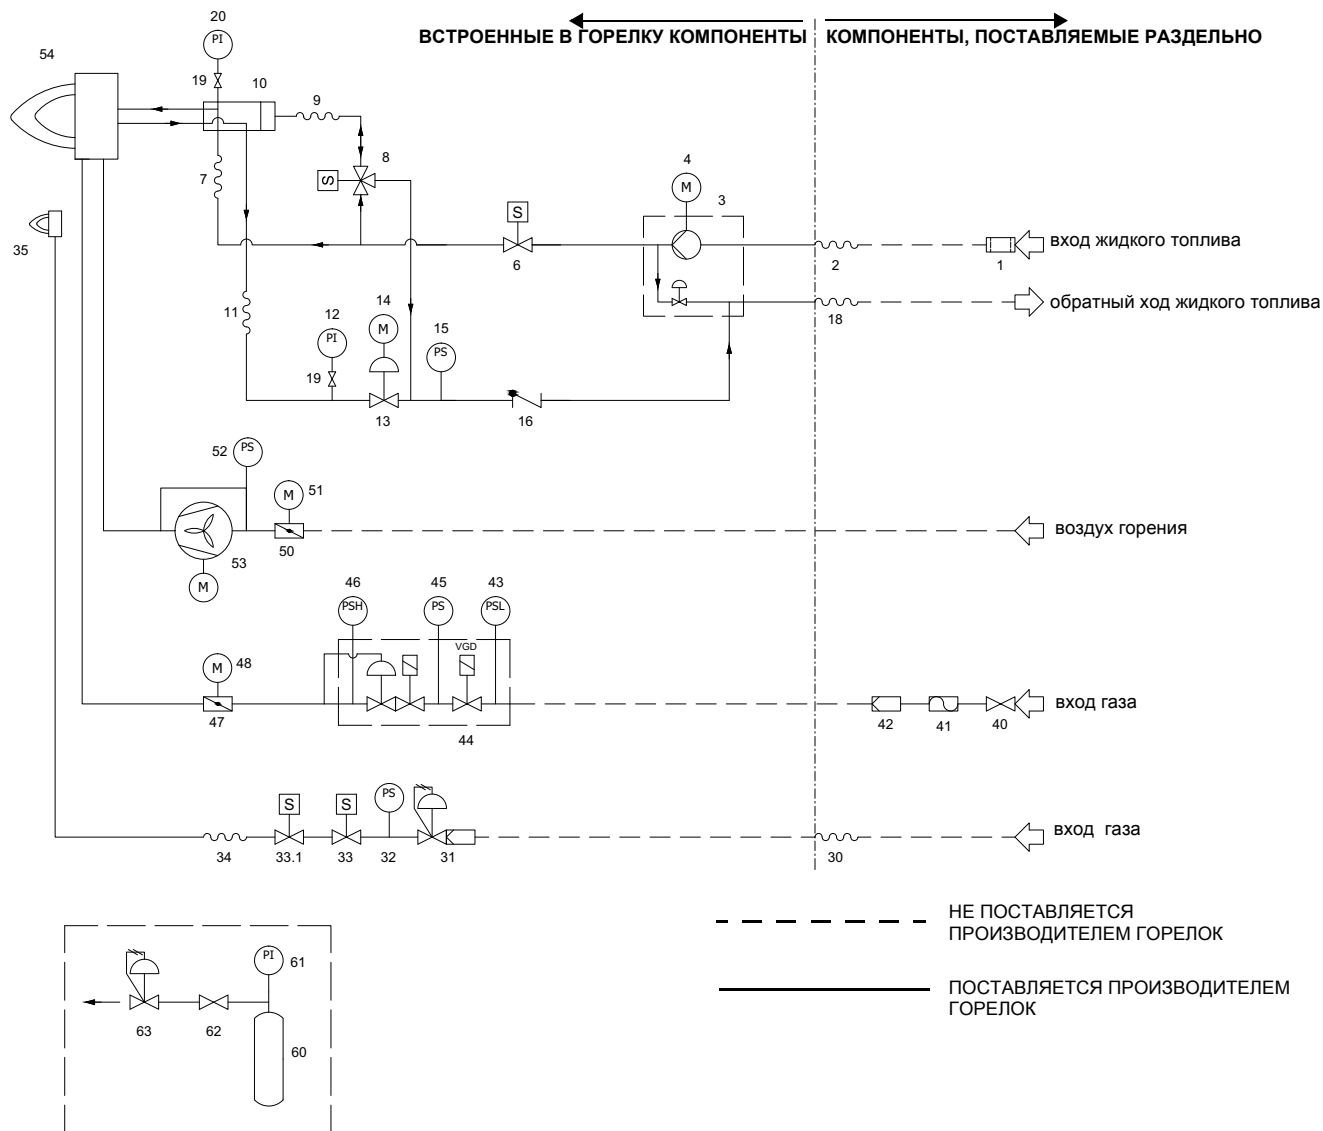 20
ВСТРОЕННЫЕ В ГОРЕЛКУ КОМПОНЕНТЫ
КОМПОНЕНТЫ, ПОСТАВЛЯЕМЫЕ РАЗДЕЛЬНО
PI
54
19
10
9
8
S
7
4
M
3
S
6
2
1
вход жидкого топлива
35
18
обратный ход жидкого топлива
11
12
PI
19
14
M
13
15
PS
16
52
PS
M
51
50
53
M
воздух горения
46
PSH
45
PS
43
PSL
VGD
M
48
47
44
42
41
40
вход газа
S
S
PS
34
33.1
33
32
31
30
вход газа
НЕ ПОСТАВЛЯЕТСЯ
ПРОИЗВОДИТЕЛЕМ ГОРЕЛОК
ПОСТАВЛЯЕТСЯ ПРОИЗВОДИТЕЛЕМ
ГОРЕЛОК
PI
61
63
62
60